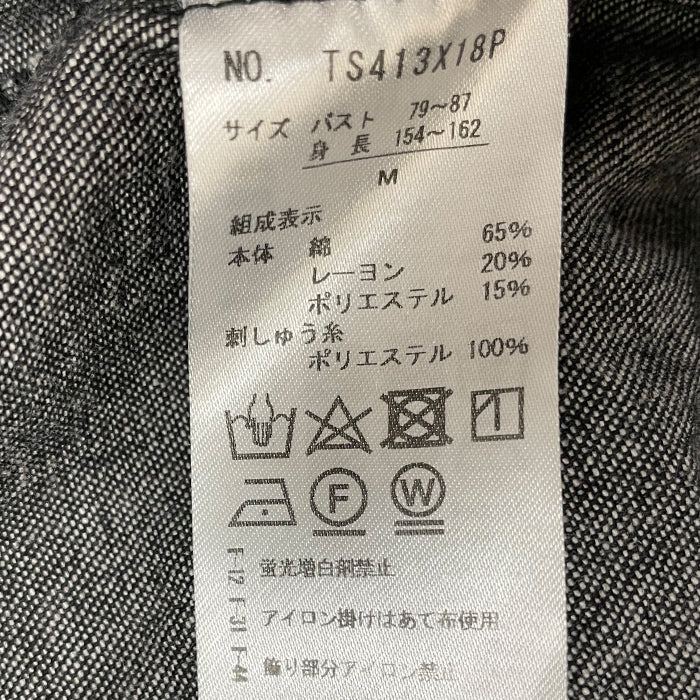 NO. TS413X18P
サイズ バスト 79〜87
身長 154〜162
M
組成表示
本体 綿 65%
レーヨン 20%
ポリエステル 15%
刺しゅう糸
ポリエステル 100%
F
W
F-12 蛍光増白剤禁止
F-31 アイロン掛けはあて布使用
F-44 飾り部分アイロン禁止